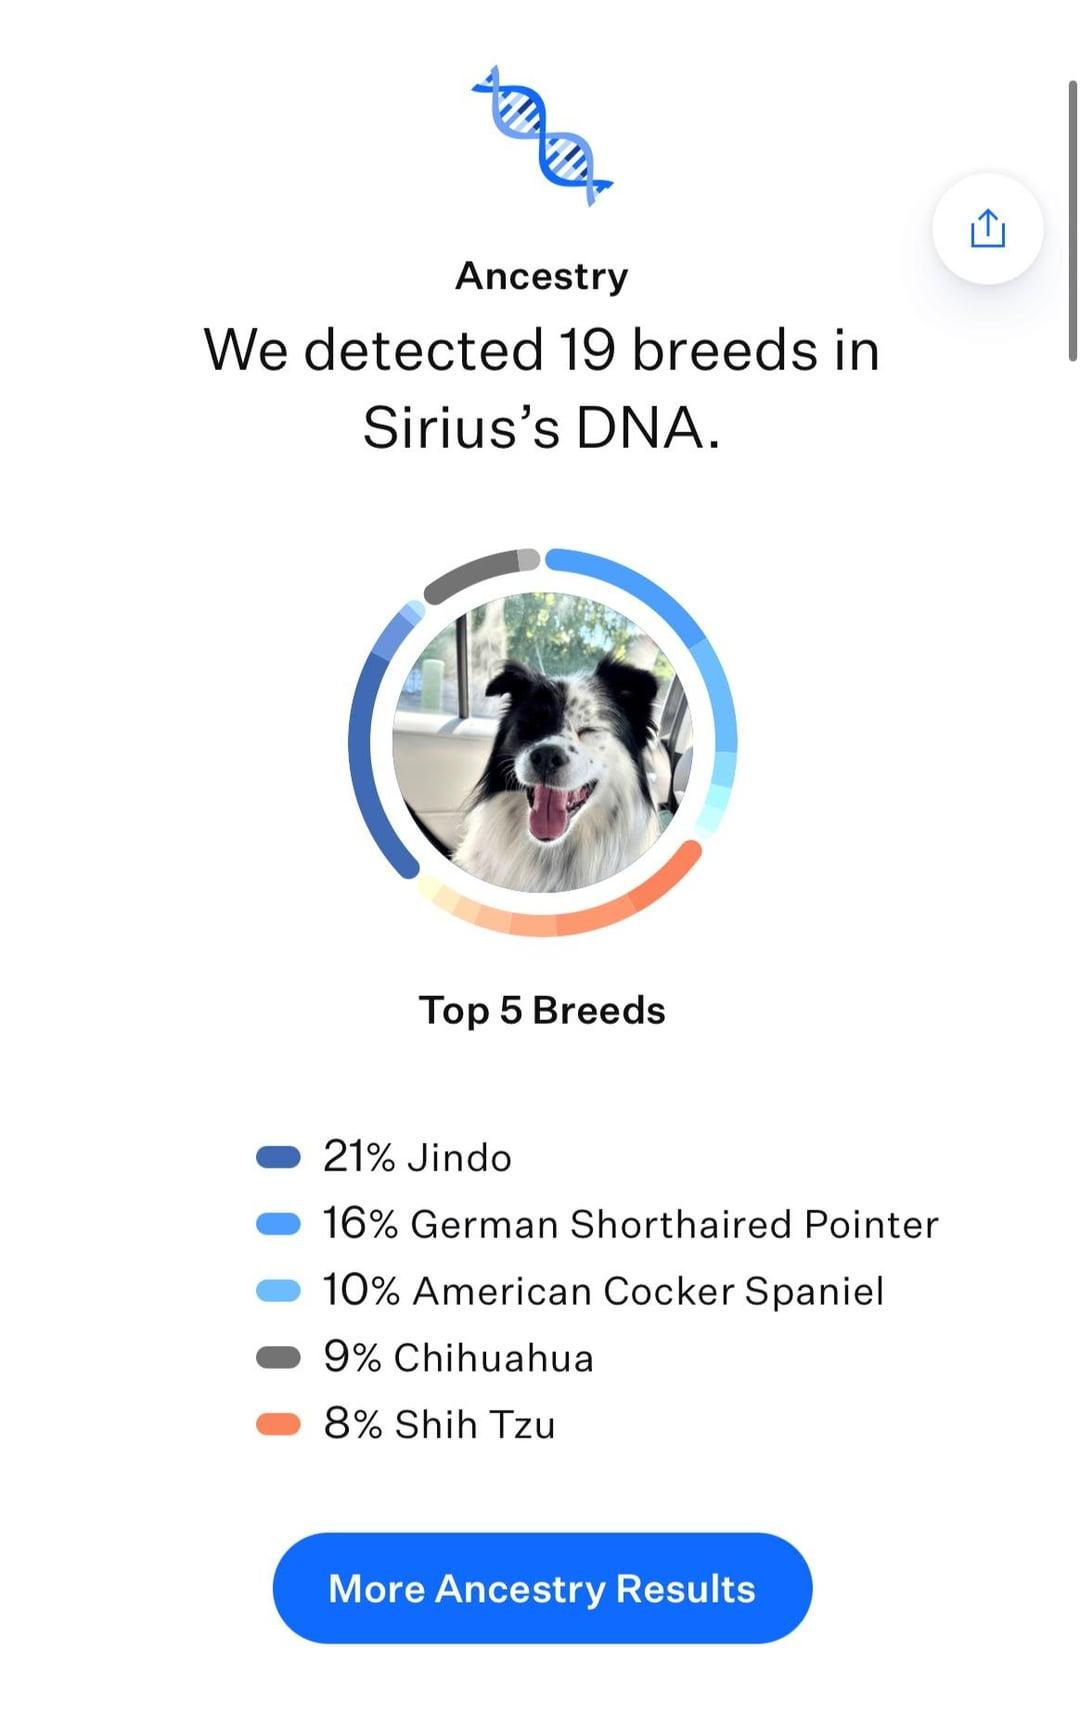 Ancestry
We detected 19 breeds in
Sirius’s DNA.
Top 5 Breeds
21% Jindo
16% German Shorthaired Pointer
10% American Cocker Spaniel
9% Chihuahua
8% Shih Tzu
More Ancestry Results